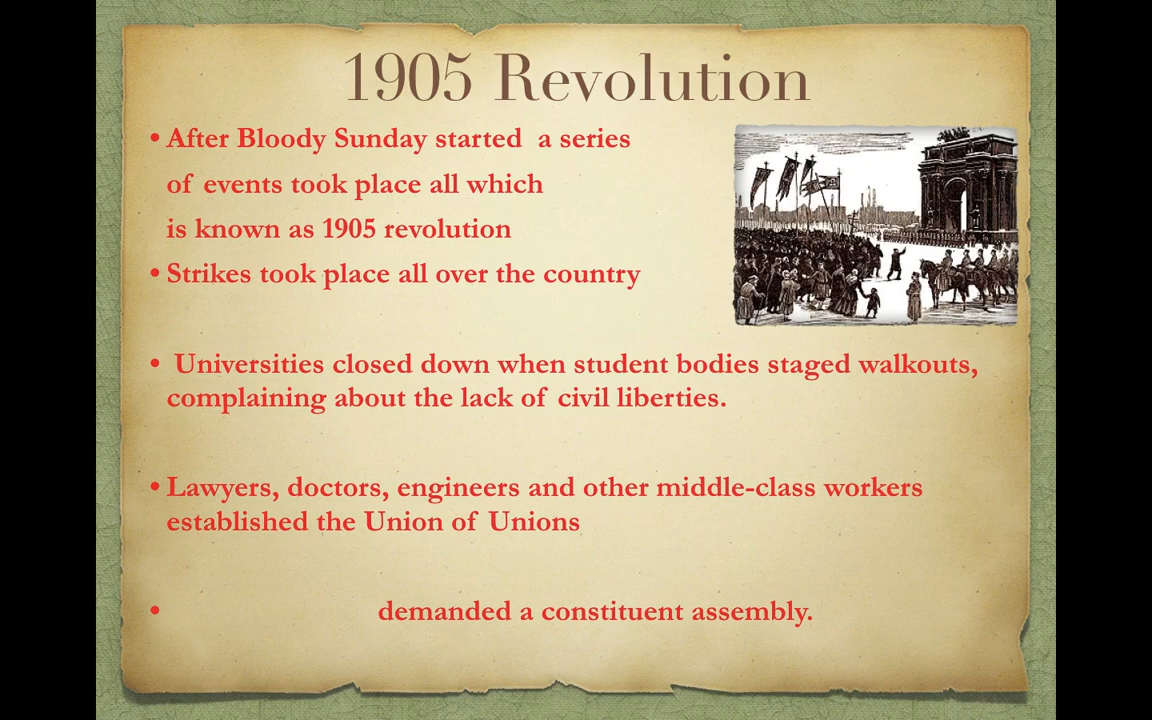 1905 Revolution
• After Bloody Sunday started a series
of events took place all which
is known as 1905 revolution
• Strikes took place all over the country
• Universities closed down when student bodies staged walkouts,
complaining about the lack of civil liberties.
• Lawyers, doctors, engineers and other middle-class workers
established the Union of Unions
• demanded a constituent assembly.